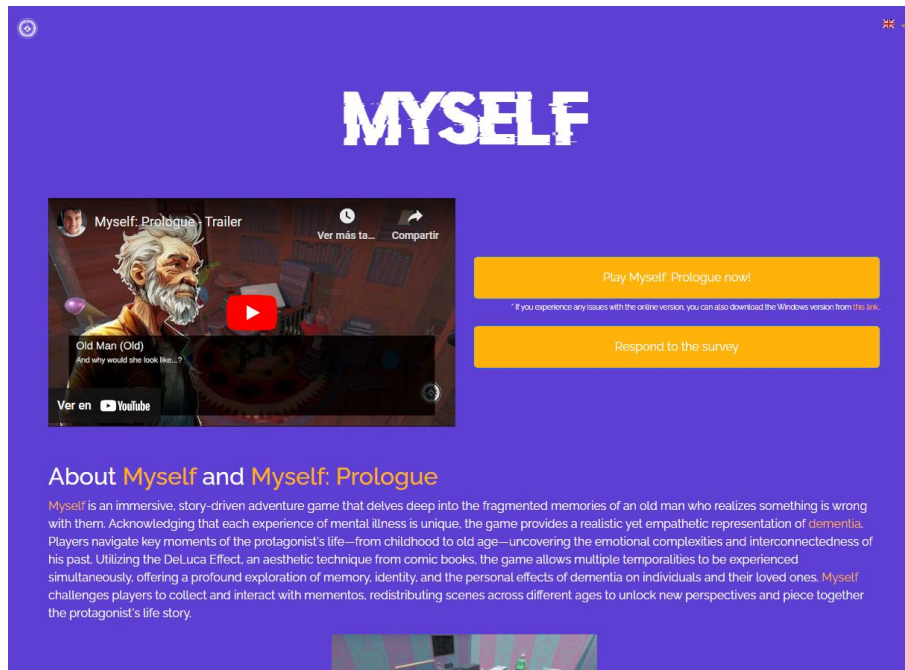 MYSELF
Myself: Prologue - Trailer
Ver más ta...
Compartir
Old Man (Old)
And why would she look like...?
Ver en YouTube
Play Myself: Prologue now!
* If you experience any issues with the online version, you can also download the Windows version from this link.
Respond to the survey
About Myself and Myself: Prologue
Myself is an immersive, story-driven adventure game that delves deep into the fragmented memories of an old man who realizes something is wrong
with them. Acknowledging that each experience of mental illness is unique, the game provides a realistic yet empathetic representation of dementia.
Players navigate key moments of the protagonist's life—from childhood to old age—uncovering the emotional complexities and interconnectedness of
his past. Utilizing the DeLuca Effect, an aesthetic technique from comic books, the game allows multiple temporalities to be experienced
simultaneously, offering a profound exploration of memory, identity, and the personal effects of dementia on individuals and their loved ones. Myself
challenges players to collect and interact with mementos, redistributing scenes across different ages to unlock new perspectives and piece together
the protagonist's life story.